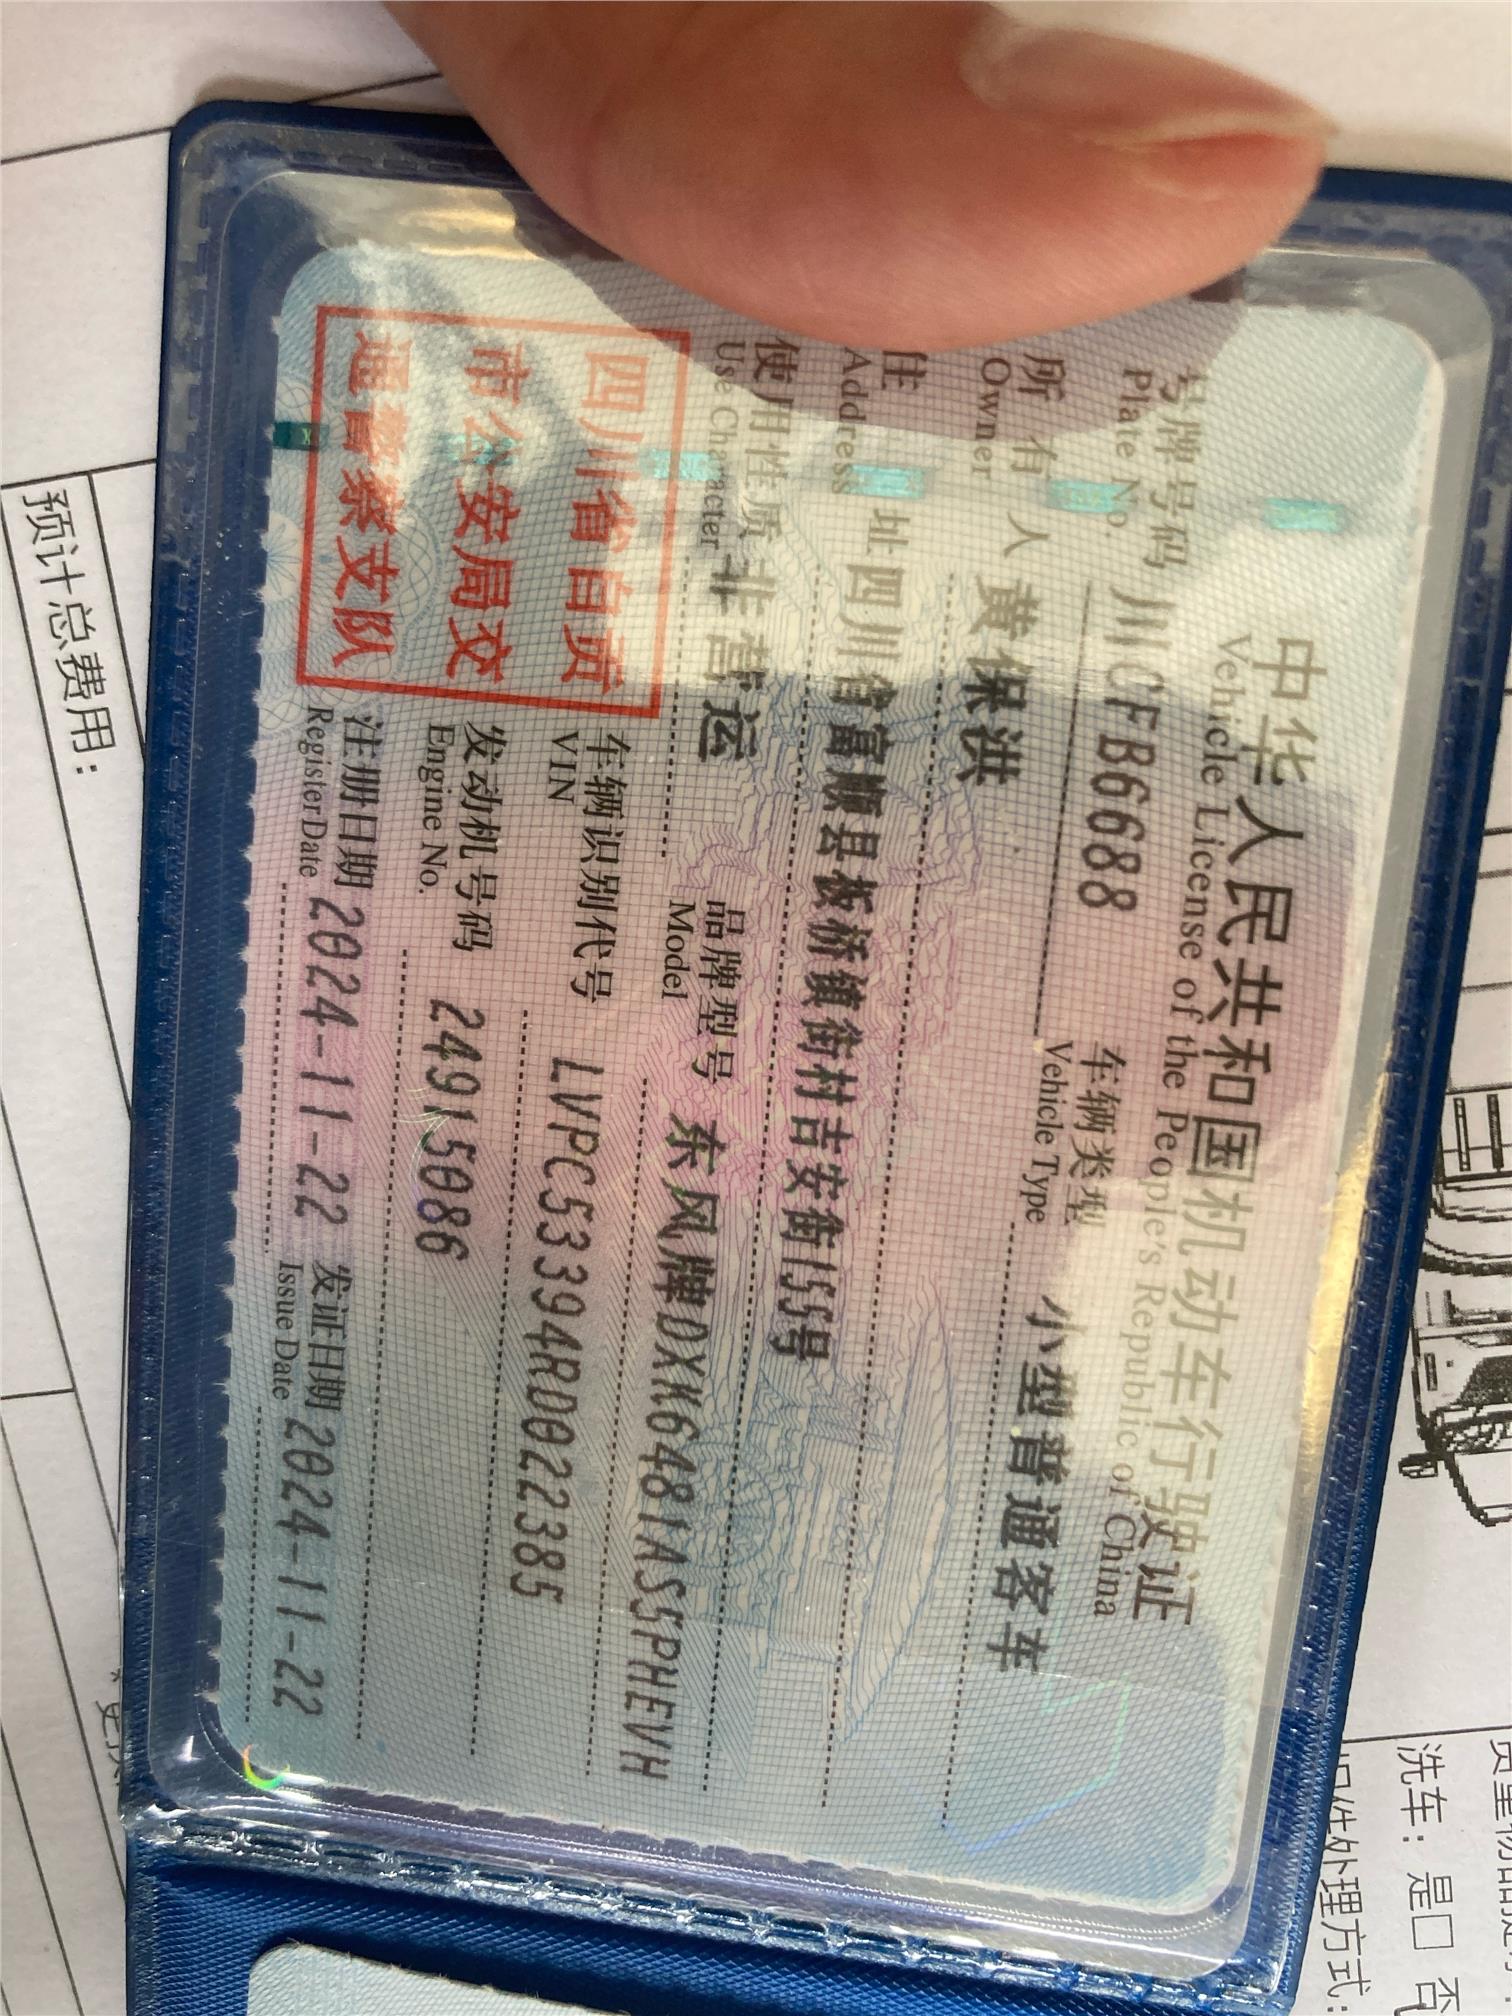 中华人民共和国机动车行驶证
Vehicle License of the People's Republic of China
号牌号码 川CFB6688 车辆类型 小型普通客车
Plate No. Vehicle Type
所有人 黄保洪
Owner
住址 四川省富顺县板桥镇街村吉安街155号
Address
使用性质 非营运 品牌型号 东风牌DXK6481AS5PHEVH
Use Character Model
四川省自贡
市公安局交
通警察支队
车辆识别代号 LVPC53394RD022385
VIN
发动机号码 24915086
Engine No.
注册日期 2024-11-22 发证日期 2024-11-22
Register Date Issue Date
预计总费用：
洗车：是□ 否
件处理方式：